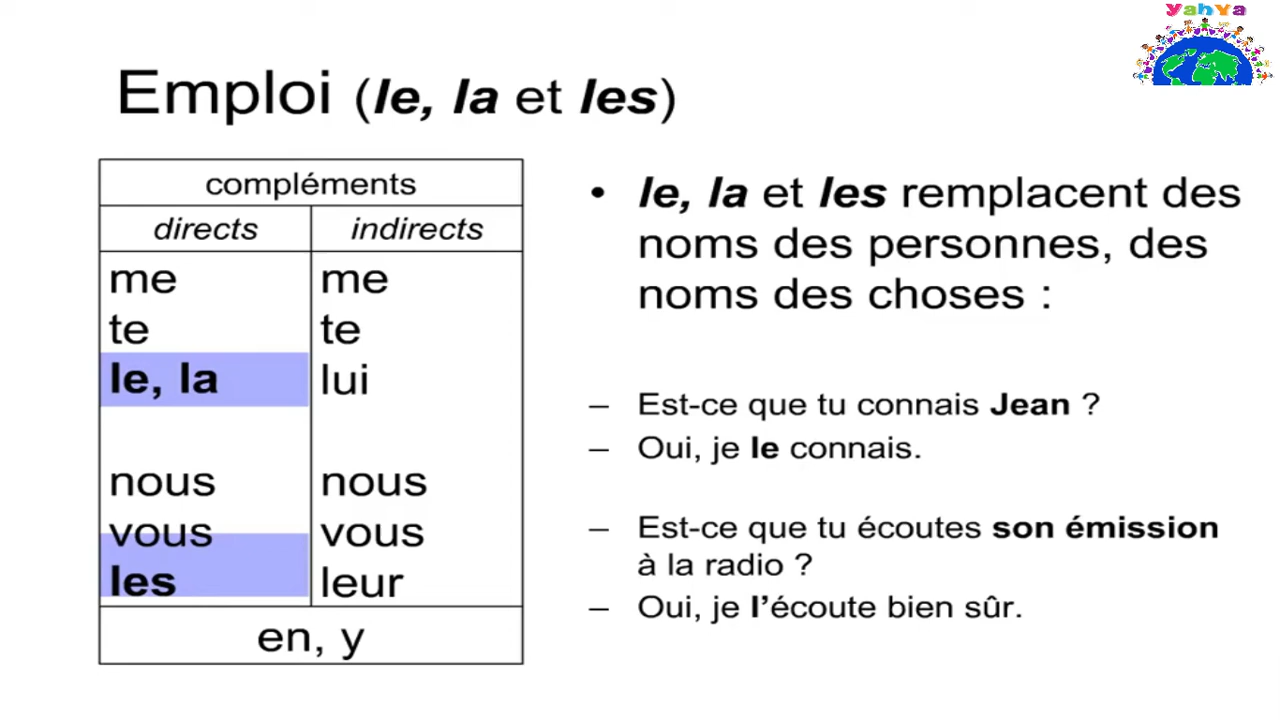 YahYa
Emploi (le, la et les)
compléments
directs indirects
me me
te te
le, la lui
nous nous
vous vous
les leur
en, y
• le, la et les remplacent des
noms des personnes, des
noms des choses :
– Est-ce que tu connais Jean ?
– Oui, je le connais.
– Est-ce que tu écoutes son émission
à la radio ?
– Oui, je l’écoute bien sûr.